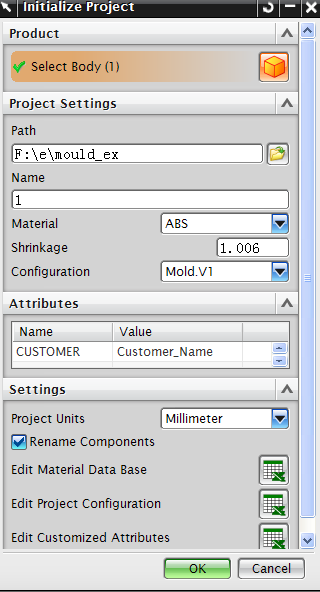 Initialize Project
Product
Select Body (1)
Project Settings
Path
F:\e\mould_ex
Name
1
Material ABS
Shrinkage 1.006
Configuration Mold.V1
Attributes
Name Value
CUSTOMER Customer_Name
Settings
Project Units Millimeter
Rename Components
Edit Material Data Base
Edit Project Configuration
Edit Customized Attributes
OK Cancel